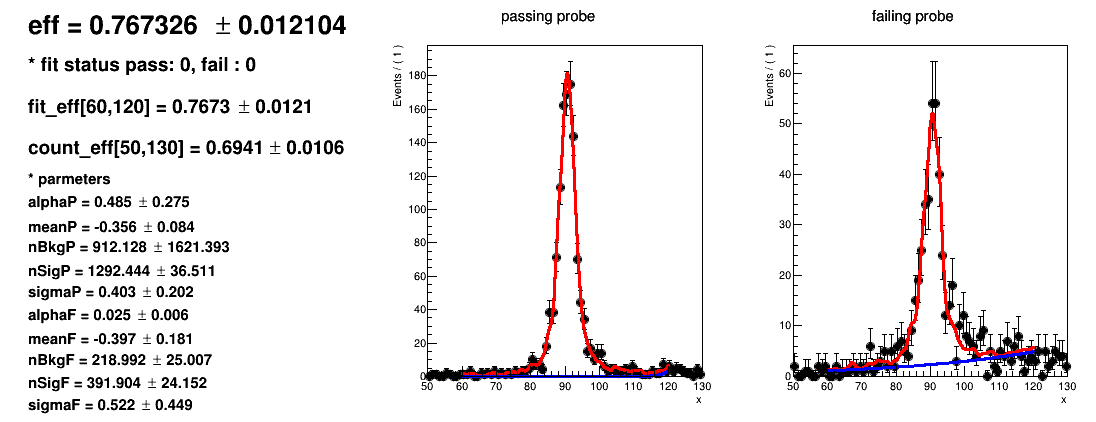 eff = 0.767326 ± 0.012104
* fit status pass: 0, fail : 0
fit_eff[60,120] = 0.7673 ± 0.0121
count_eff[50,130] = 0.6941 ± 0.0106
* parmeters
alphaP = 0.485 ± 0.275
meanP = -0.356 ± 0.084
nBkgP = 912.128 ± 1621.393
nSigP = 1292.444 ± 36.511
sigmaP = 0.403 ± 0.202
alphaF = 0.025 ± 0.006
meanF = -0.397 ± 0.181
nBkgF = 218.992 ± 25.007
nSigF = 391.904 ± 24.152
sigmaF = 0.522 ± 0.449
passing probe
Events / ( 1 )
180
160
140
120
100
80
60
40
20
0
50 60 70 80 90 100 110 120 130
x
failing probe
Events / ( 1 )
60
50
40
30
20
10
0
50 60 70 80 90 100 110 120 130
x